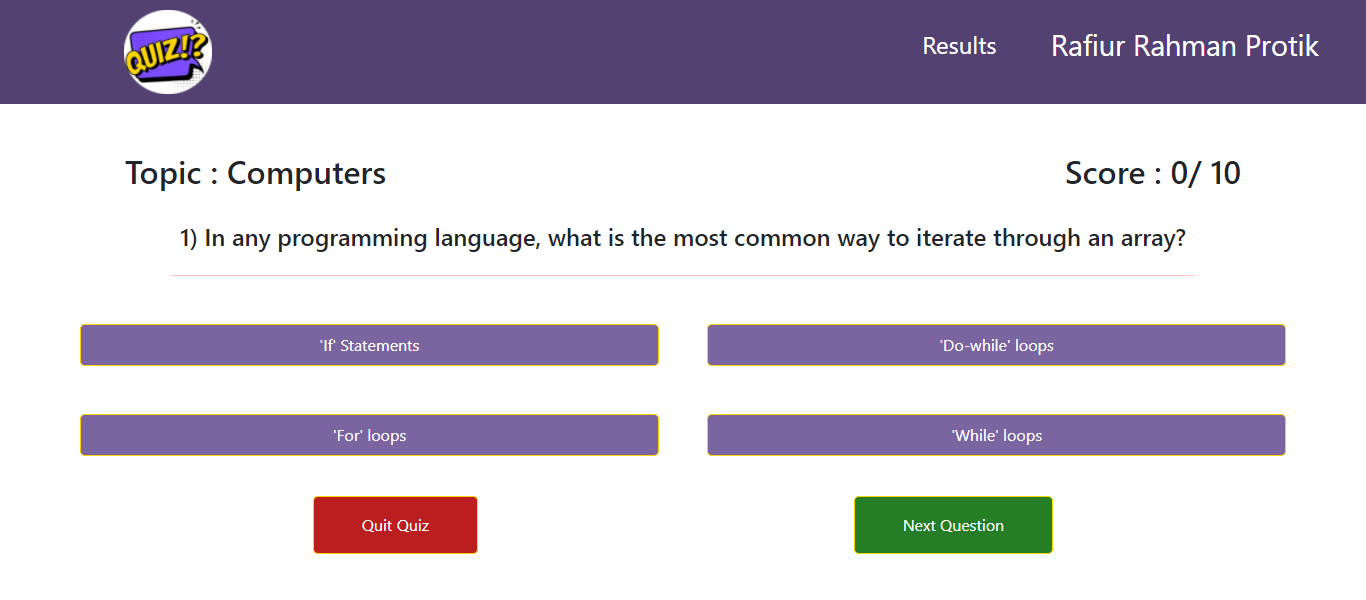 QUIZ!?
Results
Rafiur Rahman Protik
Topic : Computers
Score : 0/ 10
1) In any programming language, what is the most common way to iterate through an array?
'If' Statements
'Do-while' loops
'For' loops
'While' loops
Quit Quiz
Next Question